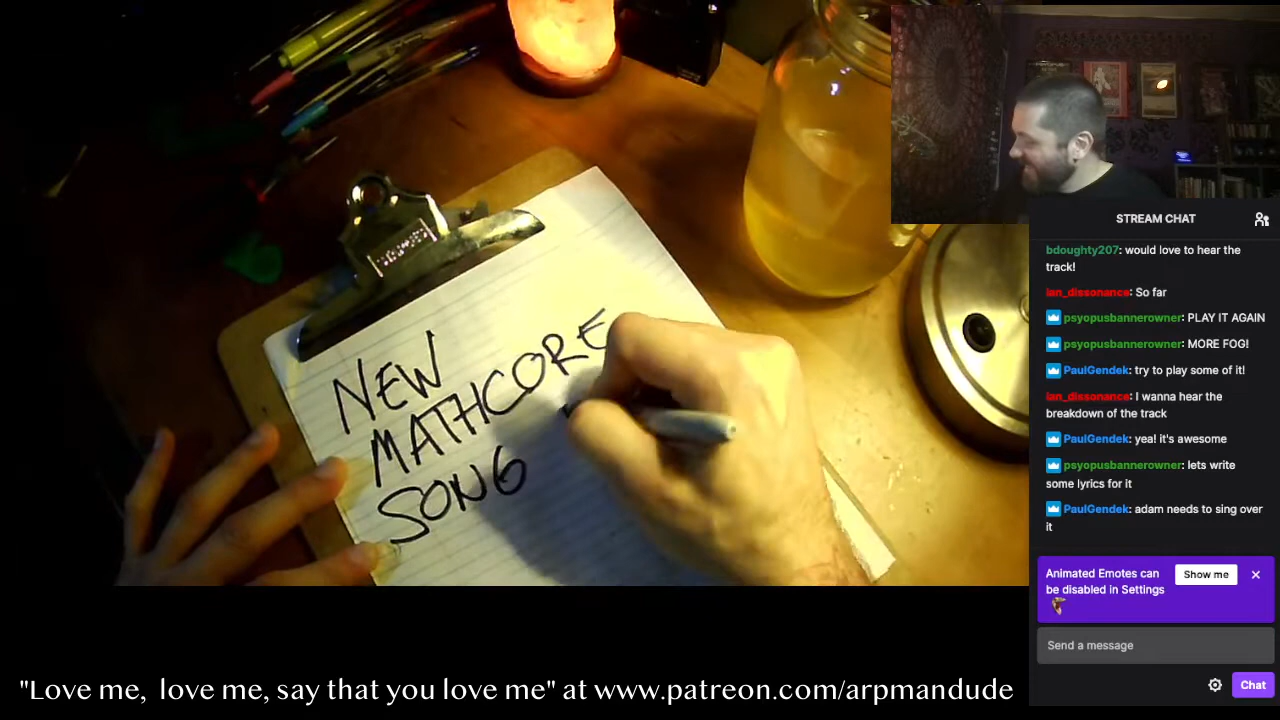 NEW
MATHCORE
SONG
STREAM CHAT
bdoughty207: would love to hear the
track!
ian_dissonance: So far
psyopusbannerowner: PLAY IT AGAIN
psyopusbannerowner: MORE FOG!
PaulGendek: try to play some of it!
ian_dissonance: I wanna hear the
breakdown of the track
PaulGendek: yea! it's awesome
psyopusbannerowner: lets write
some lyrics for it
PaulGendek: adam needs to sing over
it
Animated Emotes can
be disabled in Settings
Show me
Send a message
Chat
"Love me, love me, say that you love me" at www.patreon.com/arpmandude